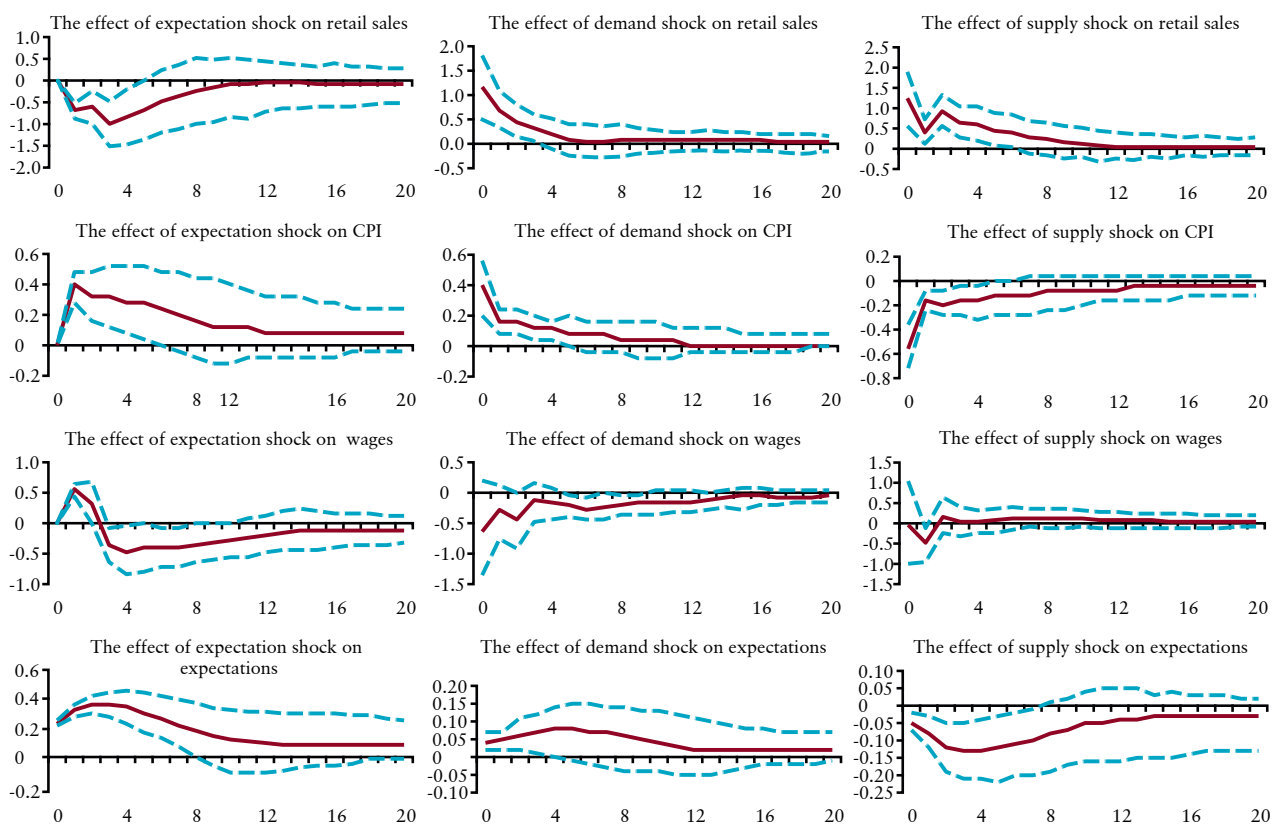 The effect of expectation shock on retail sales
1.0
0.5
0
-0.5
-1.0
-1.5
-2.0
0 4 8 12 16 20
The effect of demand shock on retail sales
2.0
1.5
1.0
0.5
0.0
-0.5
0 4 8 12 16 20
The effect of supply shock on retail sales
2.5
2.0
1.5
1.0
0.5
0
-0.5
0 4 8 12 16 20
The effect of expectation shock on CPI
0.6
0.4
0.2
0
-0.2
0 4 8 12 16 20
The effect of demand shock on CPI
0.6
0.4
0.2
0
-0.2
0 4 8 12 16 20
The effect of supply shock on CPI
0.2
0
-0.2
-0.4
-0.6
-0.8
0 4 8 12 16 20
The effect of expectation shock on wages
1.0
0.5
0
-0.5
-1.0
0 4 8 12 16 20
The effect of demand shock on wages
0.5
0
-0.5
-1.0
-1.5
0 4 8 12 16 20
The effect of supply shock on wages
1.5
1.0
0.5
0
-0.5
-1.0
-1.5
0 4 8 12 16 20
The effect of expectation shock on
expectations
0.6
0.4
0.2
0
-0.2
0 4 8 12 16 20
The effect of demand shock on expectations
0.20
0.15
0.10
0.05
0
-0.05
-0.10
0 4 8 12 16 20
The effect of supply shock on expectations
0.10
0.05
0
-0.05
-0.10
-0.15
-0.20
-0.25
0 4 8 12 16 20